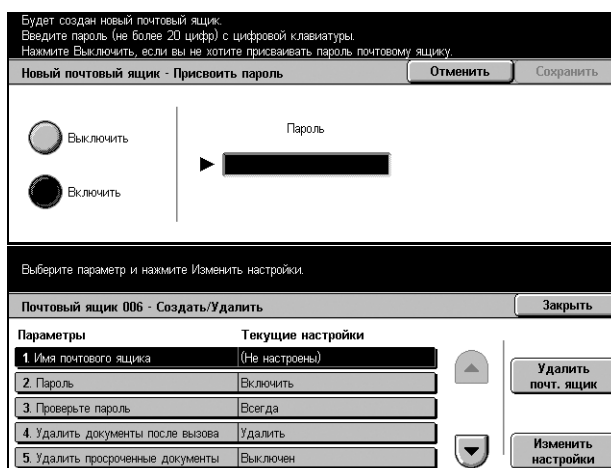 Будет создан новый почтовый ящик.
Введите пароль (не более 20 цифр) с цифровой клавиатуры.
Нажмите Выключить, если вы не хотите присваивать пароль почтовому ящику.
Новый почтовый ящик - Присвоить пароль Отменить Сохранить
Пароль
Выключить
Включить
Выберите параметр и нажмите Изменить настройки.
Почтовый ящик 006 - Создать/Удалить Закрыть
Параметры Текущие настройки
1. Имя почтового ящика (Не настроены)
2. Пароль Включить
3. Проверьте пароль Всегда
4. Удалить документы после вызова Удалить
5. Удалить просроченные документы Выключен
Удалить
почт. ящик
Изменить
настройки